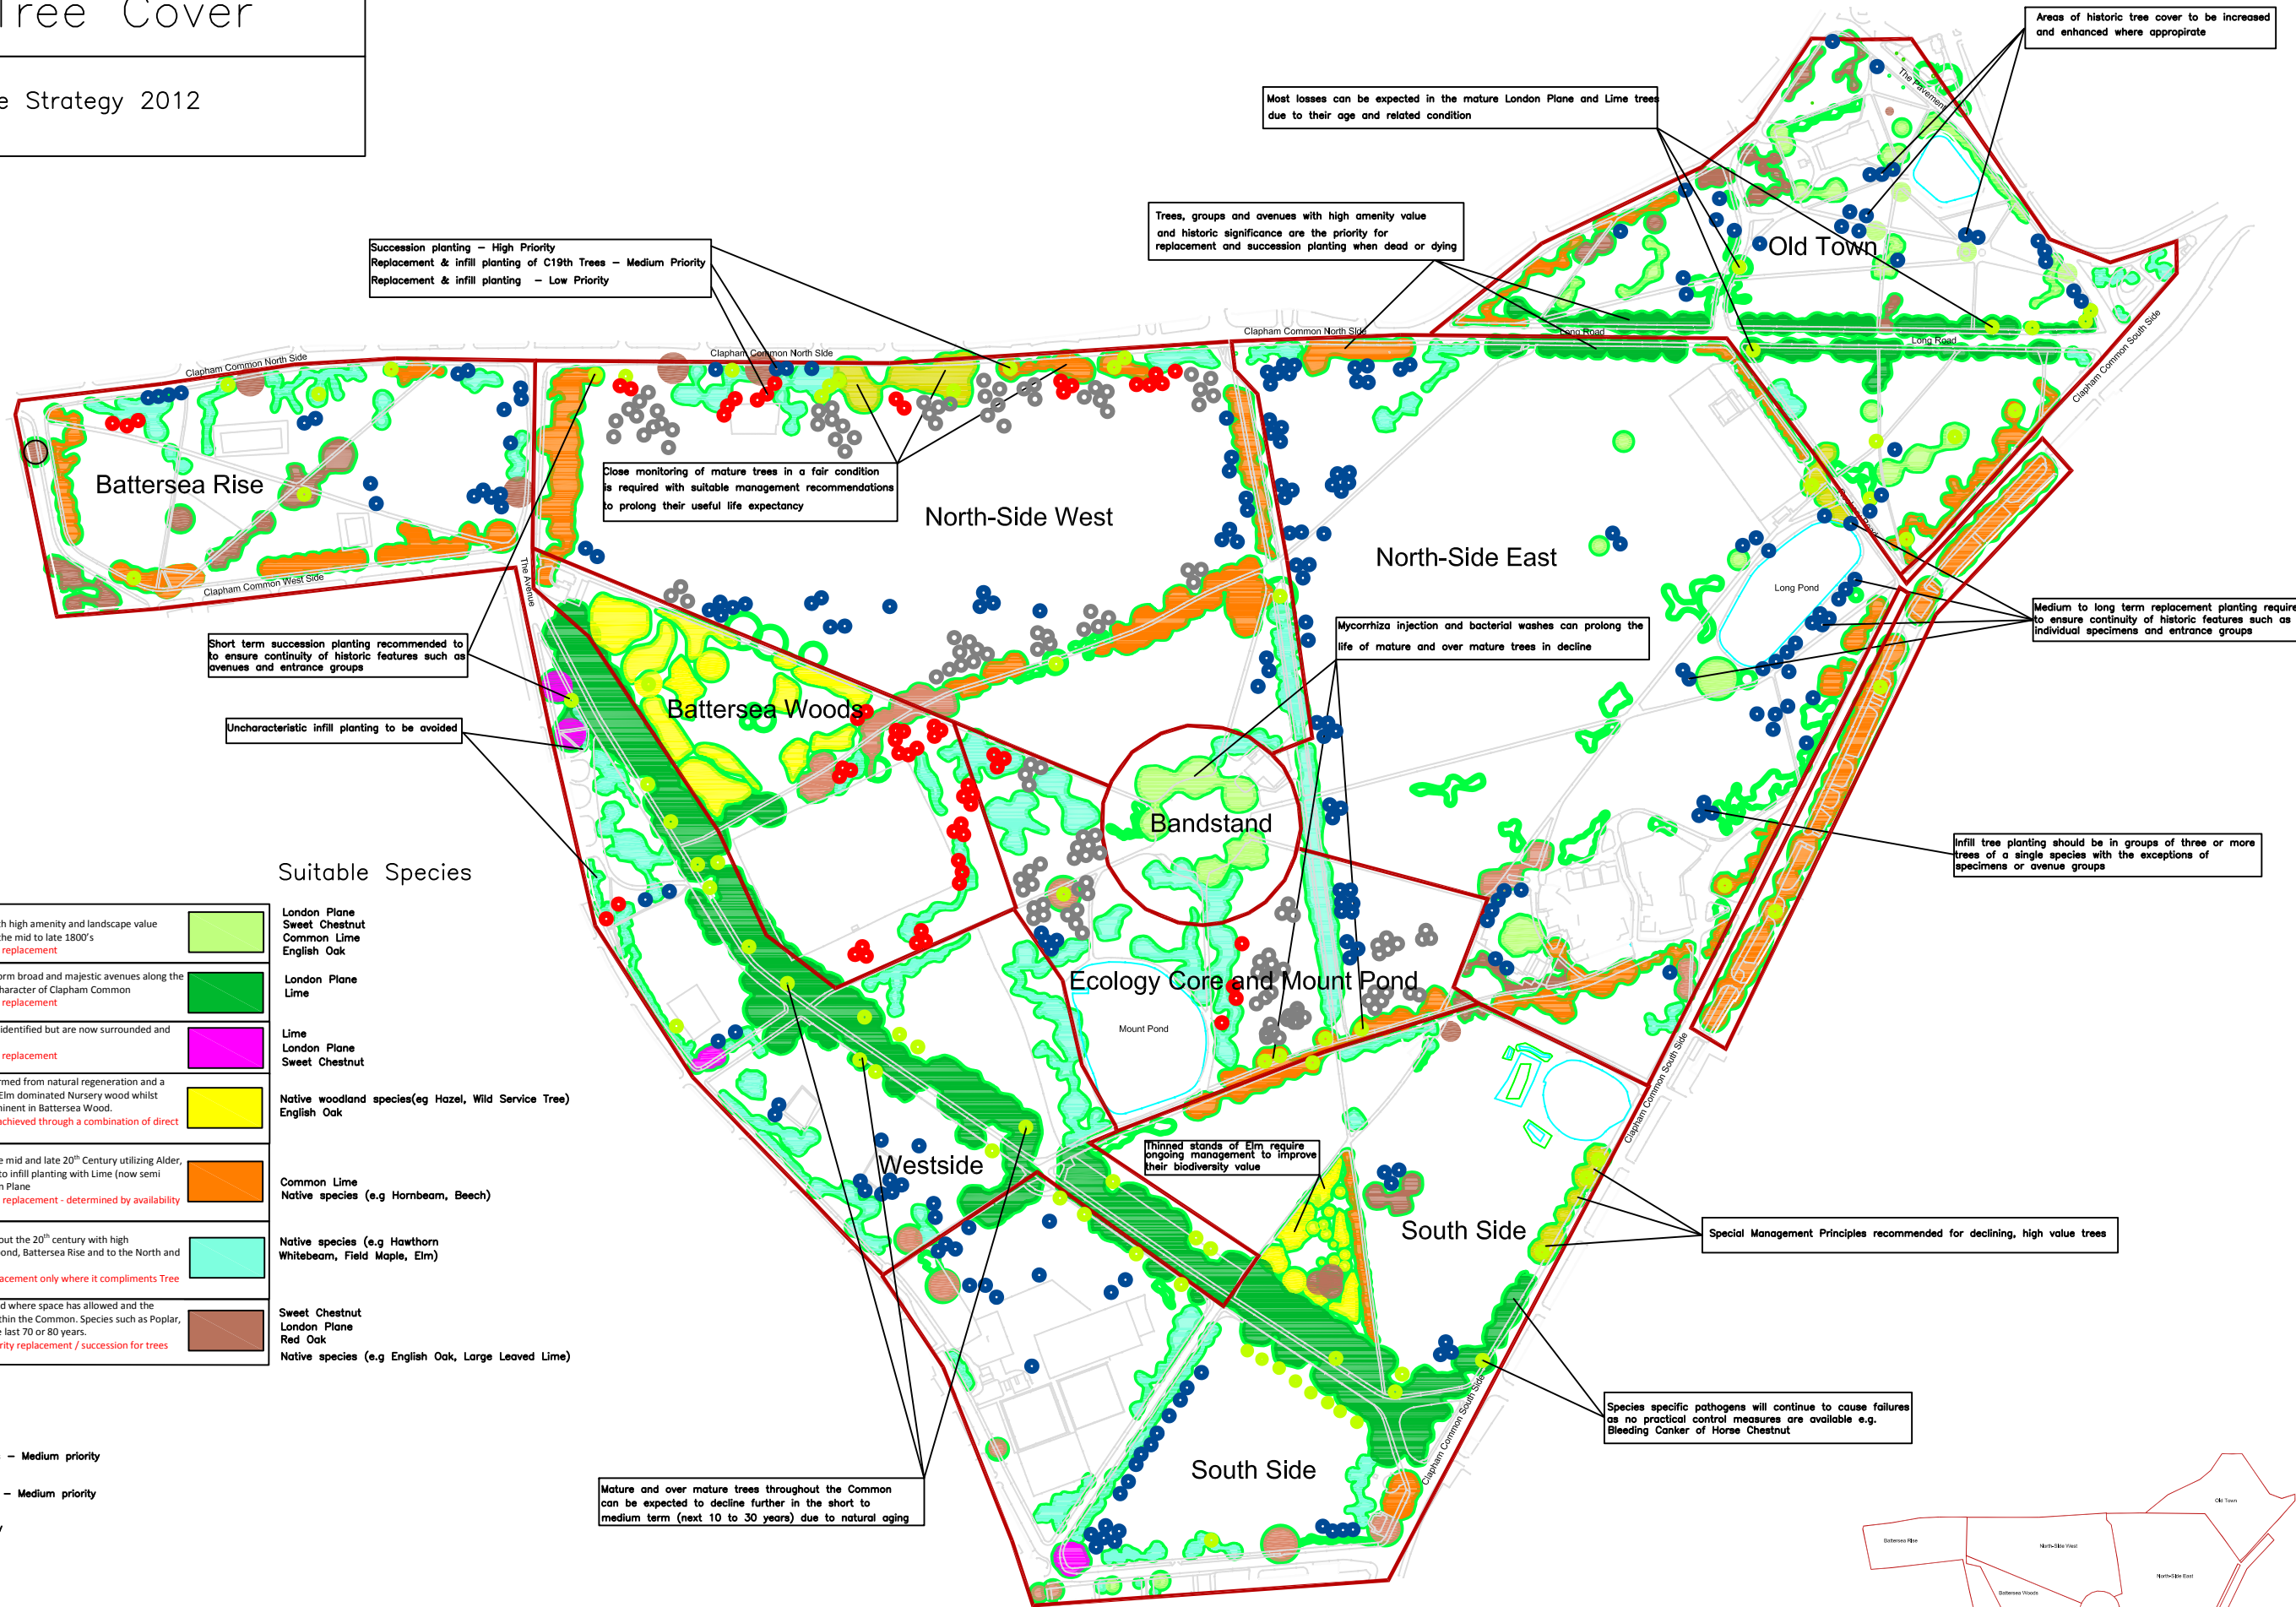 Tree Cover
e Strategy 2012
Areas of historic tree cover to be increased
and enhanced where appropirate
Most losses can be expected in the mature London Plane and Lime trees
due to their age and related condition
Trees, groups and avenues with high amenity value
and historic significance are the priority for
replacement and succession planting when dead or dying
Succession planting – High Priority
Replacement & infill planting of C19th Trees – Medium Priority
Replacement & infill planting – Low Priority
The Pavement
Old Town
Long Road
Long Road
Clapham Common North Side
Clapham Common North Side
Clapham Common North Side
Clapham Common South Side
Battersea Rise
Clapham Common West Side
The Avenue
Close monitoring of mature trees in a fair condition
is required with suitable management recommendations
to prolong their useful life expectancy
North-Side West
North-Side East
Long Pond
Medium to long term replacement planting require
to ensure continuity of historic features such as
individual specimens and entrance groups
Mycorrhiza injection and bacterial washes can prolong the
life of mature and over mature trees in decline
Short term succession planting recommended to
to ensure continuity of historic features such as
avenues and entrance groups
Battersea Woods
Uncharacteristic infill planting to be avoided
Bandstand
Infill tree planting should be in groups of three or more
trees of a single species with the exceptions of
specimens or avenue groups
Ecology Core and Mount Pond
Mount Pond
Clapham Common South Side
Thinned stands of Elm require
ongoing management to improve
their biodiversity value
Westside
South Side
Special Management Principles recommended for declining, high value trees
Species specific pathogens will continue to cause failures
as no practical control measures are available e.g.
Bleeding Canker of Horse Chestnut
Clapham Common South Side
South Side
Mature and over mature trees throughout the Common
can be expected to decline further in the short to
medium term (next 10 to 30 years) due to natural aging
Suitable Species
th high amenity and landscape value
the mid to late 1800's
replacement
London Plane
Sweet Chestnut
Common Lime
English Oak
orm broad and majestic avenues along the
haracter of Clapham Common
replacement
London Plane
Lime
identified but are now surrounded and
replacement
Lime
London Plane
Sweet Chestnut
rmed from natural regeneration and a
Elm dominated Nursery wood whilst
minent in Battersea Wood.
achieved through a combination of direct
Native woodland species(eg Hazel, Wild Service Tree)
English Oak
e mid and late 20th Century utilizing Alder,
to infill planting with Lime (now semi
n Plane
replacement - determined by availability
Common Lime
Native species (e.g Hornbeam, Beech)
out the 20th century with high
ond, Battersea Rise and to the North and
acement only where it compliments Tree
Native species (e.g Hawthorn
Whitebeam, Field Maple, Elm)
d where space has allowed and the
thin the Common. Species such as Poplar,
e last 70 or 80 years.
rity replacement / succession for trees
Sweet Chestnut
London Plane
Red Oak
Native species (e.g English Oak, Large Leaved Lime)
– Medium priority
– Medium priority
y
Old Town
Battersea Rise
North-Side West
North-Side East
Battersea Woods